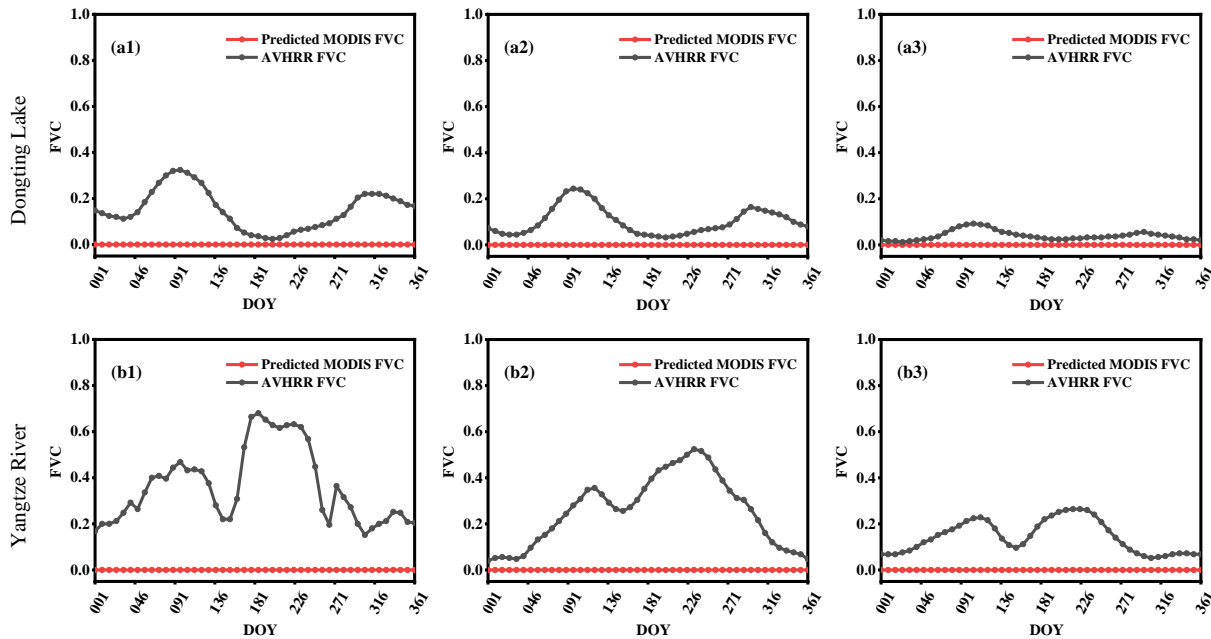 Dongting Lake
1.0
0.8
0.6
0.4
0.2
0.0
FVC
(a1)
Predicted MODIS FVC
AVHRR FVC
001 046 091 136 181 226 271 316 361
DOY
1.0
0.8
0.6
0.4
0.2
0.0
FVC
(a2)
Predicted MODIS FVC
AVHRR FVC
001 046 091 136 181 226 271 316 361
DOY
1.0
0.8
0.6
0.4
0.2
0.0
FVC
(a3)
Predicted MODIS FVC
AVHRR FVC
001 046 091 136 181 226 271 316 361
DOY
Yangtze River
1.0
0.8
0.6
0.4
0.2
0.0
FVC
(b1)
Predicted MODIS FVC
AVHRR FVC
001 046 091 136 181 226 271 316 361
DOY
1.0
0.8
0.6
0.4
0.2
0.0
FVC
(b2)
Predicted MODIS FVC
AVHRR FVC
001 046 091 136 181 226 271 316 361
DOY
1.0
0.8
0.6
0.4
0.2
0.0
FVC
(b3)
Predicted MODIS FVC
AVHRR FVC
001 046 091 136 181 226 271 316 361
DOY